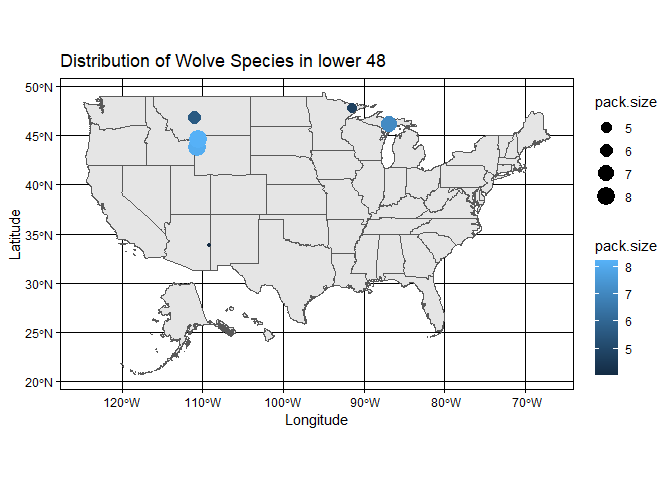 Distribution of Wolve Species in lower 48
50°N
45°N
40°N
35°N
30°N
25°N
20°N
Latitude
120°W 110°W 100°W 90°W 80°W 70°W
Longitude
pack.size
5
6
7
8
pack.size
8
7
6
5